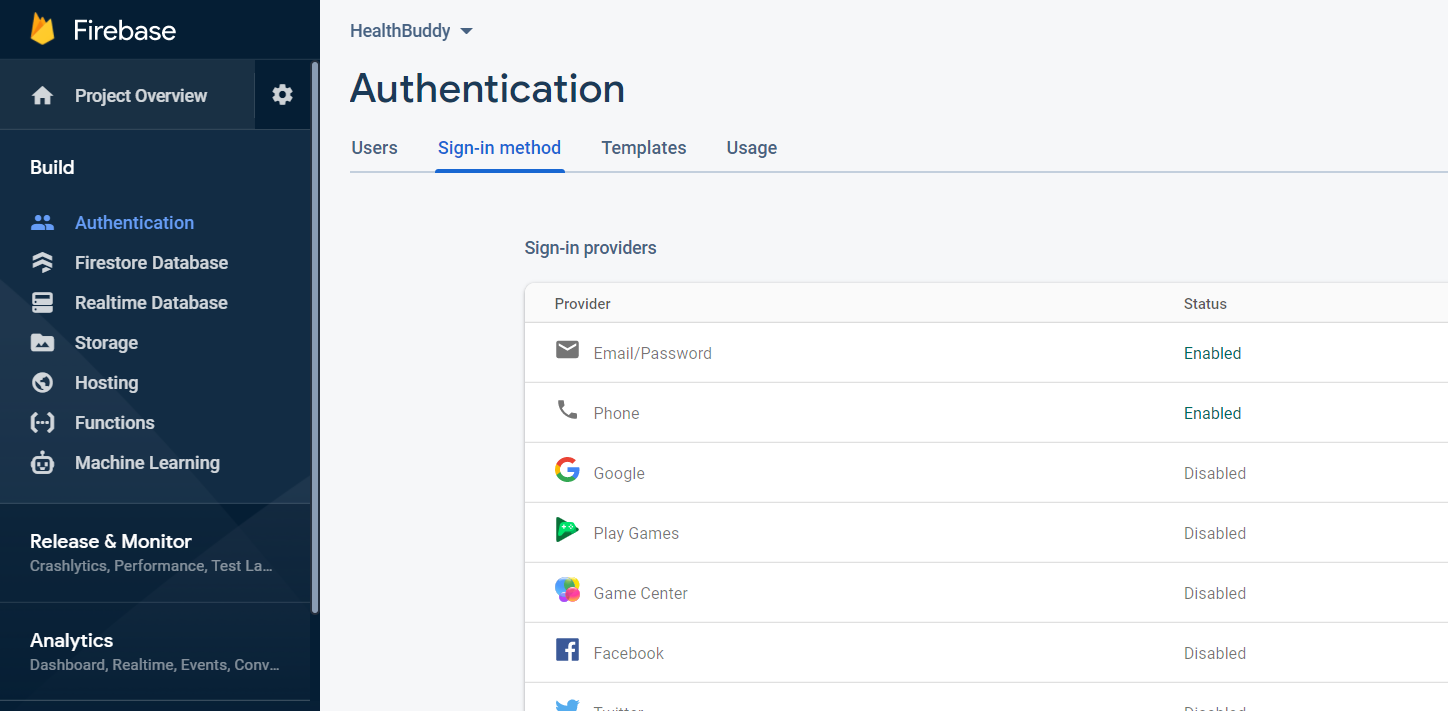 Firebase
Project Overview
Build
Authentication
Firestore Database
Realtime Database
Storage
Hosting
Functions
Machine Learning
Release & Monitor
Crashlytics, Performance, Test La...
Analytics
Dashboard, Realtime, Events, Conv...
HealthBuddy
Authentication
Users Sign-in method Templates Usage
Sign-in providers
Provider Status
Email/Password Enabled
Phone Enabled
Google Disabled
Play Games Disabled
Game Center Disabled
Facebook Disabled
Twitter Disabled